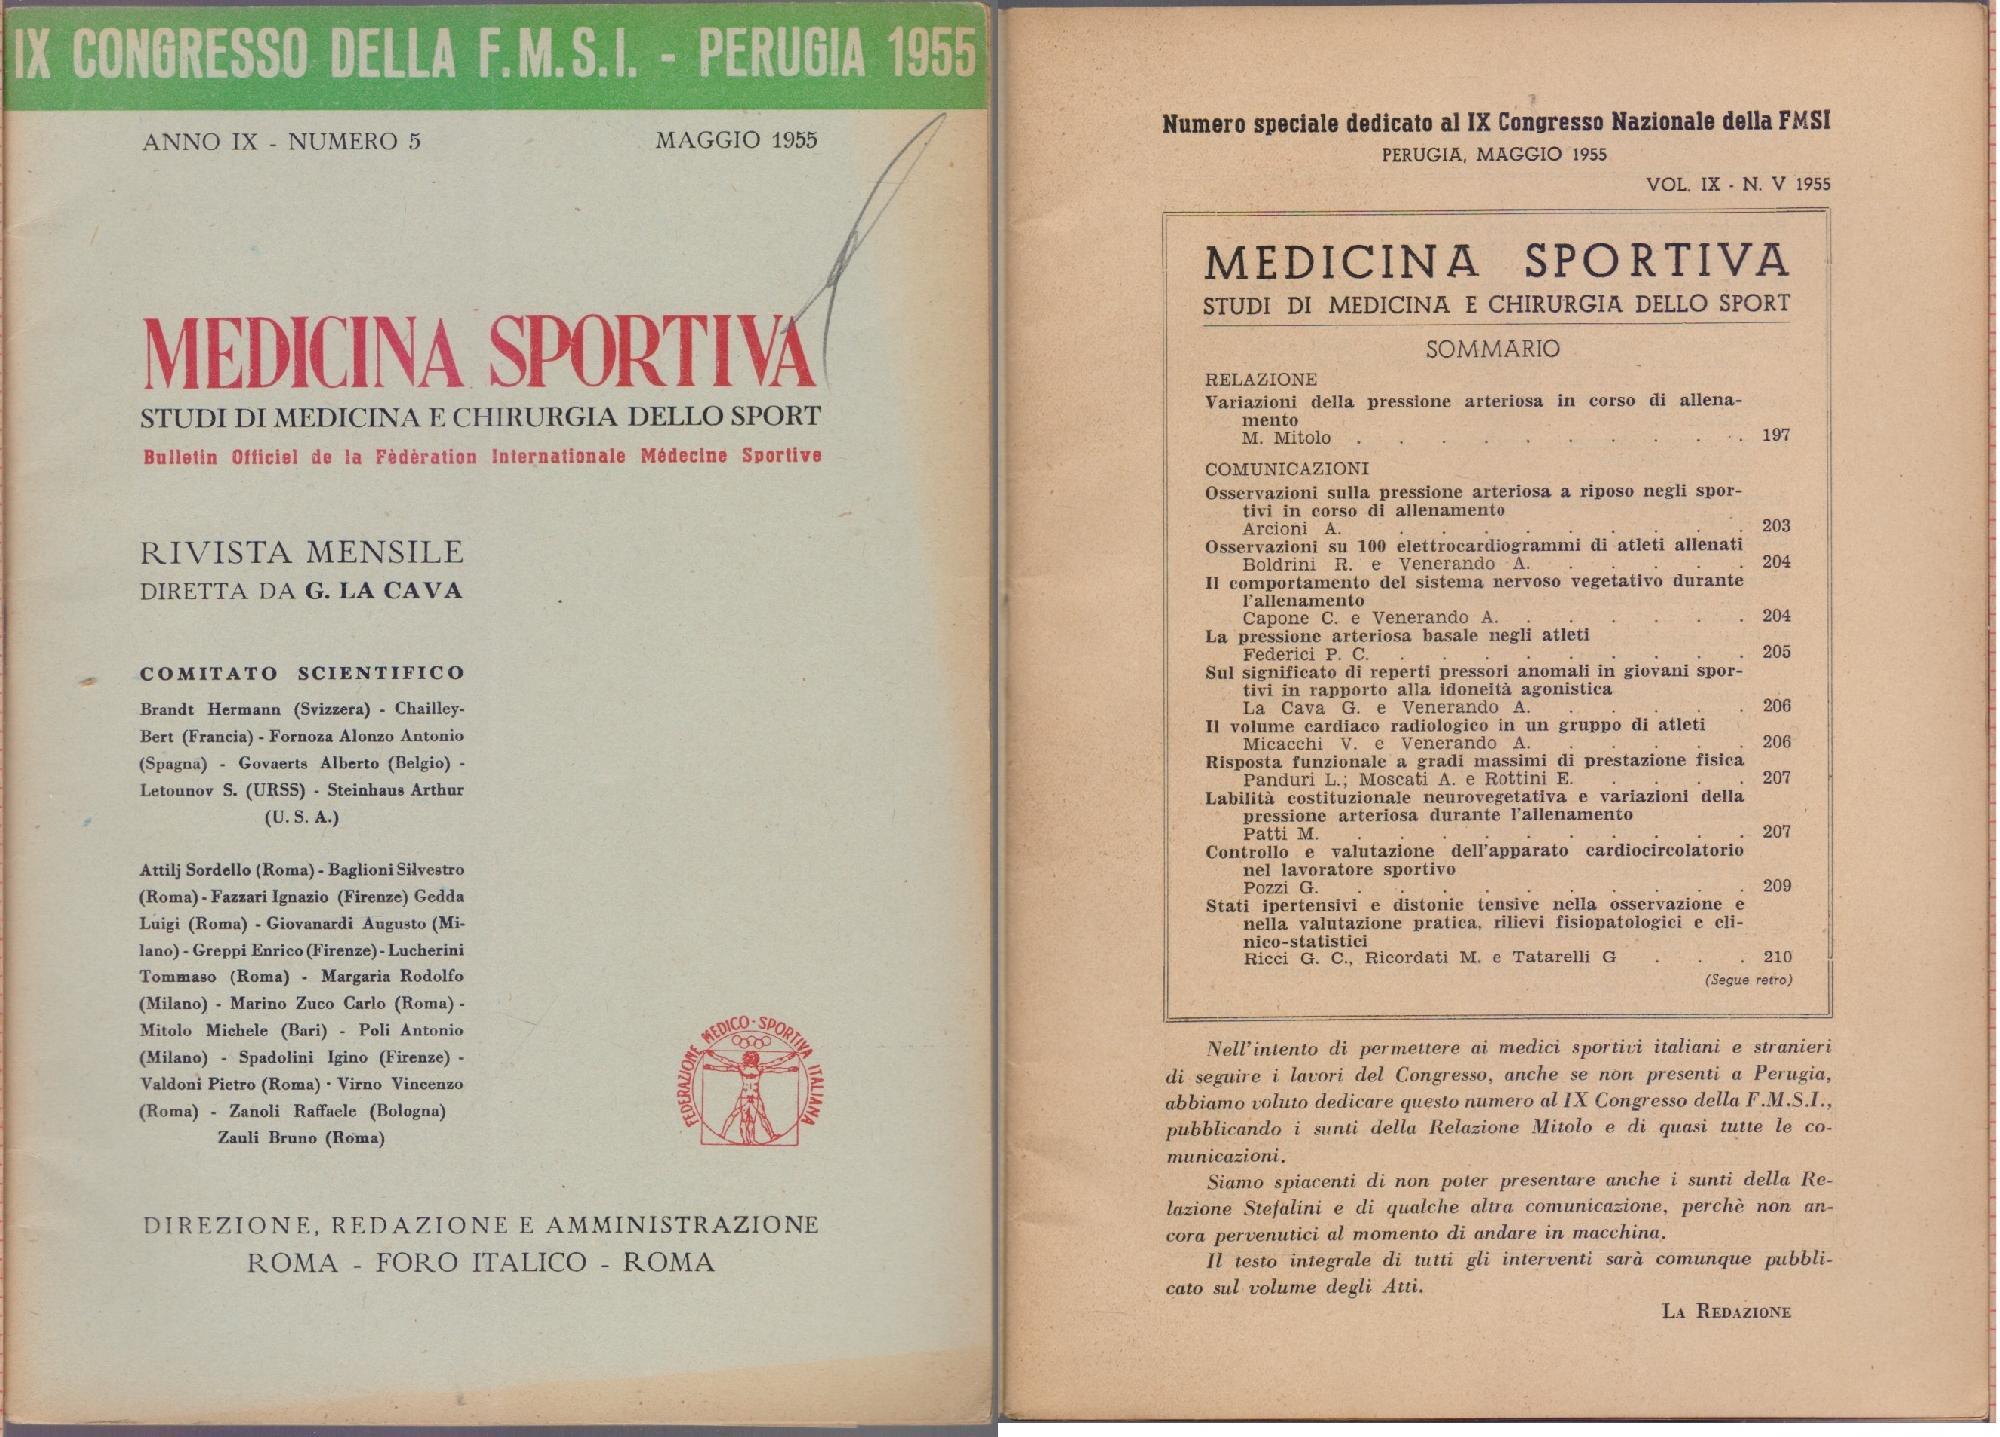 IX CONGRESSO DELLA F.M.S.I. - PERUGIA 1955
ANNO IX - NUMERO 5
MAGGIO 1955
MEDICINA SPORTIVA
STUDI DI MEDICINA E CHIRURGIA DELLO SPORT
Bulletin Officiel de la Fèdèration Internationale Médecine Sportive
RIVISTA MENSILE
DIRETTA DA G. LA CAVA
COMITATO SCIENTIFICO
Brandt Hermann (Svizzera) - Chailley-
Bert (Francia) - Fornoza Alonzo Antonio
(Spagna) - Govaerts Alberto (Belgio) -
Letounov S. (URSS) - Steinhaus Arthur
(U. S. A.)
Attilj Sordello (Roma) - Baglioni Silvestro
(Roma) - Fazzari Ignazio (Firenze) Gedda
Luigi (Roma) - Giovanardi Augusto (Mi-
lano) - Greppi Enrico (Firenze) - Lucherini
Tommaso (Roma) - Margaria Rodolfo
(Milano) - Marino Zuco Carlo (Roma) -
Mitolo Michele (Bari) - Poli Antonio
(Milano) - Spadolini Igino (Firenze) -
Valdoni Pietro (Roma) - Virno Vincenzo
(Roma) - Zanoli Raffaele (Bologna)
Zauli Bruno (Roma)
FEDERAZIONE MEDICO-SPORTIVA ITALIANA
DIREZIONE, REDAZIONE E AMMINISTRAZIONE
ROMA - FORO ITALICO - ROMA
Numero speciale dedicato al IX Congresso Nazionale della FMSI
PERUGIA, MAGGIO 1955
VOL. IX - N. V 1955
MEDICINA SPORTIVA
STUDI DI MEDICINA E CHIRURGIA DELLO SPORT
SOMMARIO
RELAZIONE
Variazioni della pressione arteriosa in corso di allena-
mento
M. Mitolo . . . . . . . . . . 197
COMUNICAZIONI
Osservazioni sulla pressione arteriosa a riposo negli spor-
tivi in corso di allenamento
Arcioni A. . . . . . . . . . 203
Osservazioni su 100 elettrocardiogrammi di atleti allenati
Boldrini R. e Venerando A. . . . . . 204
Il comportamento del sistema nervoso vegetativo durante
l'allenamento
Capone C. e Venerando A. . . . . . . 204
La pressione arteriosa basale negli atleti
Federici P. C. . . . . . . . . . 205
Sul significato di reperti pressori anomali in giovani spor-
tivi in rapporto alla idoneità agonistica
La Cava G. e Venerando A. . . . . . 206
Il volume cardiaco radiologico in un gruppo di atleti
Micacchi V. e Venerando A. . . . . . 206
Risposta funzionale a gradi massimi di prestazione fisica
Panduri L.; Moscati A. e Rottini E. . . . . 207
Labilità costituzionale neurovegetativa e variazioni della
pressione arteriosa durante l'allenamento
Patti M. . . . . . . . . . . 207
Controllo e valutazione dell'apparato cardiocircolatorio
nel lavoratore sportivo
Pozzi G. . . . . . . . . . . 209
Stati ipertensivi e distonie tensive nella osservazione e
nella valutazione pratica, rilievi fisiopatologici e cli-
nico-statistici
Ricci G. C., Ricordati M. e Tatarelli G . . . 210
(Segue retro)
Nell'intento di permettere ai medici sportivi italiani e stranieri
di seguire i lavori del Congresso, anche se non presenti a Perugia,
abbiamo voluto dedicare questo numero al IX Congresso della F.M.S.I.,
pubblicando i sunti della Relazione Mitolo e di quasi tutte le co-
municazioni.
Siamo spiacenti di non poter presentare anche i sunti della Re-
lazione Stefalini e di qualche altra comunicazione, perchè non an-
cora pervenutici al momento di andare in macchina.
Il testo integrale di tutti gli interventi sarà comunque pubbli-
cato sul volume degli Atti.
LA REDAZIONE